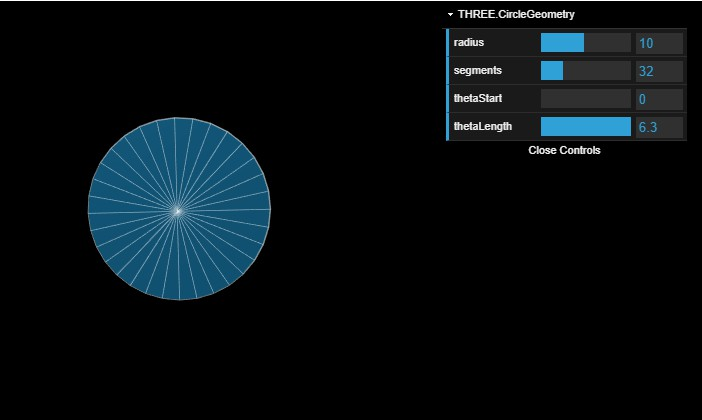 THREE.CircleGeometry
radius 10
segments 32
thetaStart 0
thetaLength 6.3
Close Controls